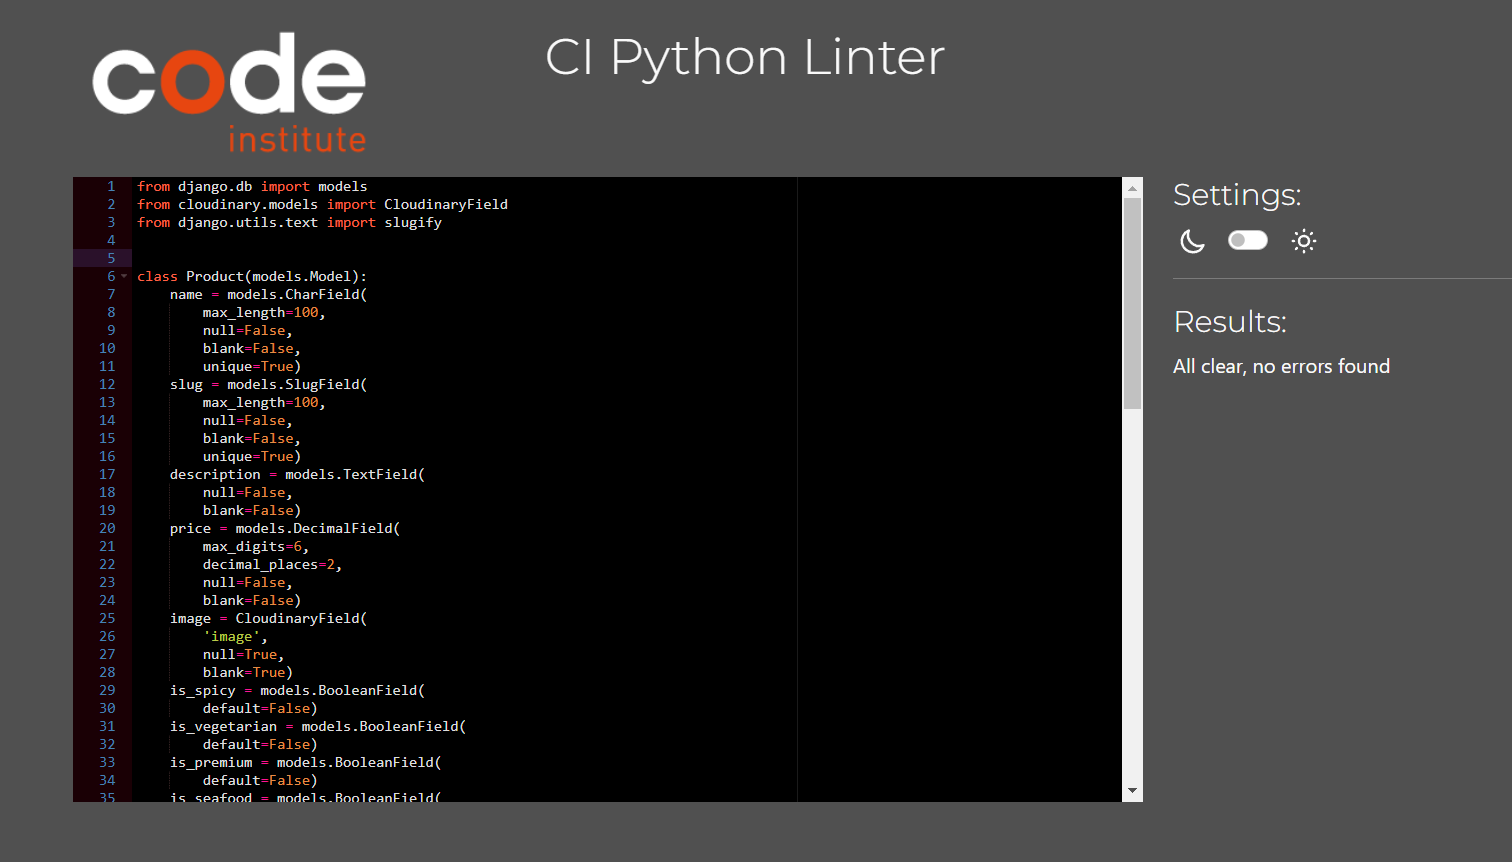 code
institute
CI Python Linter
1 from django.db import models
2 from cloudinary.models import CloudinaryField
3 from django.utils.text import slugify
4
5
6 class Product(models.Model):
7     name = models.CharField(
8         max_length=100,
9         null=False,
10         blank=False,
11         unique=True)
12     slug = models.SlugField(
13         max_length=100,
14         null=False,
15         blank=False,
16         unique=True)
17     description = models.TextField(
18         null=False,
19         blank=False)
20     price = models.DecimalField(
21         max_digits=6,
22         decimal_places=2,
23         null=False,
24         blank=False)
25     image = CloudinaryField(
26         'image',
27         null=True,
28         blank=True)
29     is_spicy = models.BooleanField(
30         default=False)
31     is_vegetarian = models.BooleanField(
32         default=False)
33     is_premium = models.BooleanField(
34         default=False)
35     is_seafood = models.BooleanField(
Settings:
Results:
All clear, no errors found